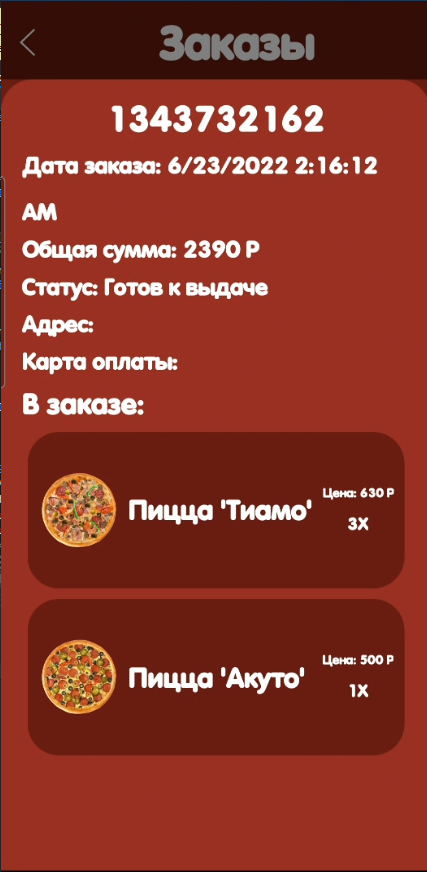 Заказы
1343732162
Дата заказа: 6/23/2022 2:16:12
AM
Общая сумма: 2390 Р
Статус: Готов к выдаче
Адрес:
Карта оплаты:
В заказе:
Цена: 630 Р
Пицца 'Тиамо'
3X
Цена: 500 Р
Пицца 'Акуто'
1X